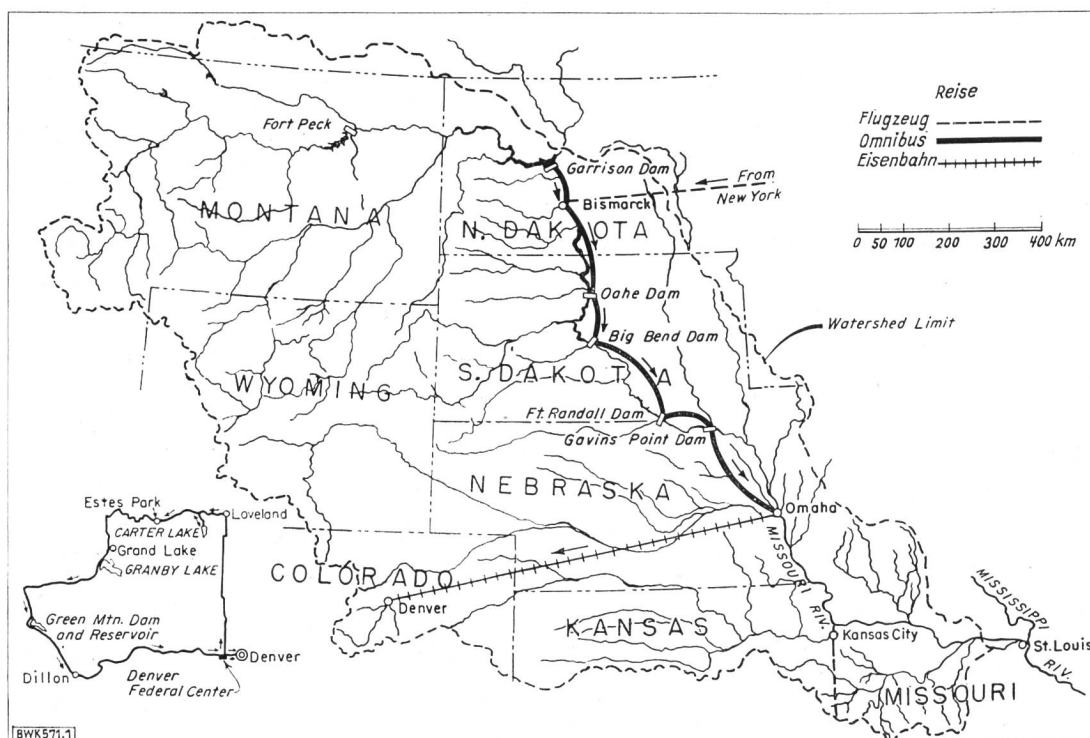 Reise
Flugzeug
Omnibus
Eisenbahn
0 50 100 200 300 400 km
Fort Peck
Garrison Dam
From
New York
Bismarck
MONTANA
N. DAKOTA
Oahe Dam
Big Bend Dam
Watershed Limit
WYOMING
S. DAKOTA
Ft. Randall Dam
Gavins Point Dam
NEBRASKA
Omaha
Estes Park
Loveland
CARTER LAKE
Grand Lake
GRANBY LAKE
COLORADO
Denver
MISSOURI RIV.
MISSISSIPPI
RIV.
Green Mtn. Dam
and Reservoir
KANSAS
Kansas City
St. Louis
Denver
Dillon
Denver
Federal Center
MISSOURI
BWK571.1